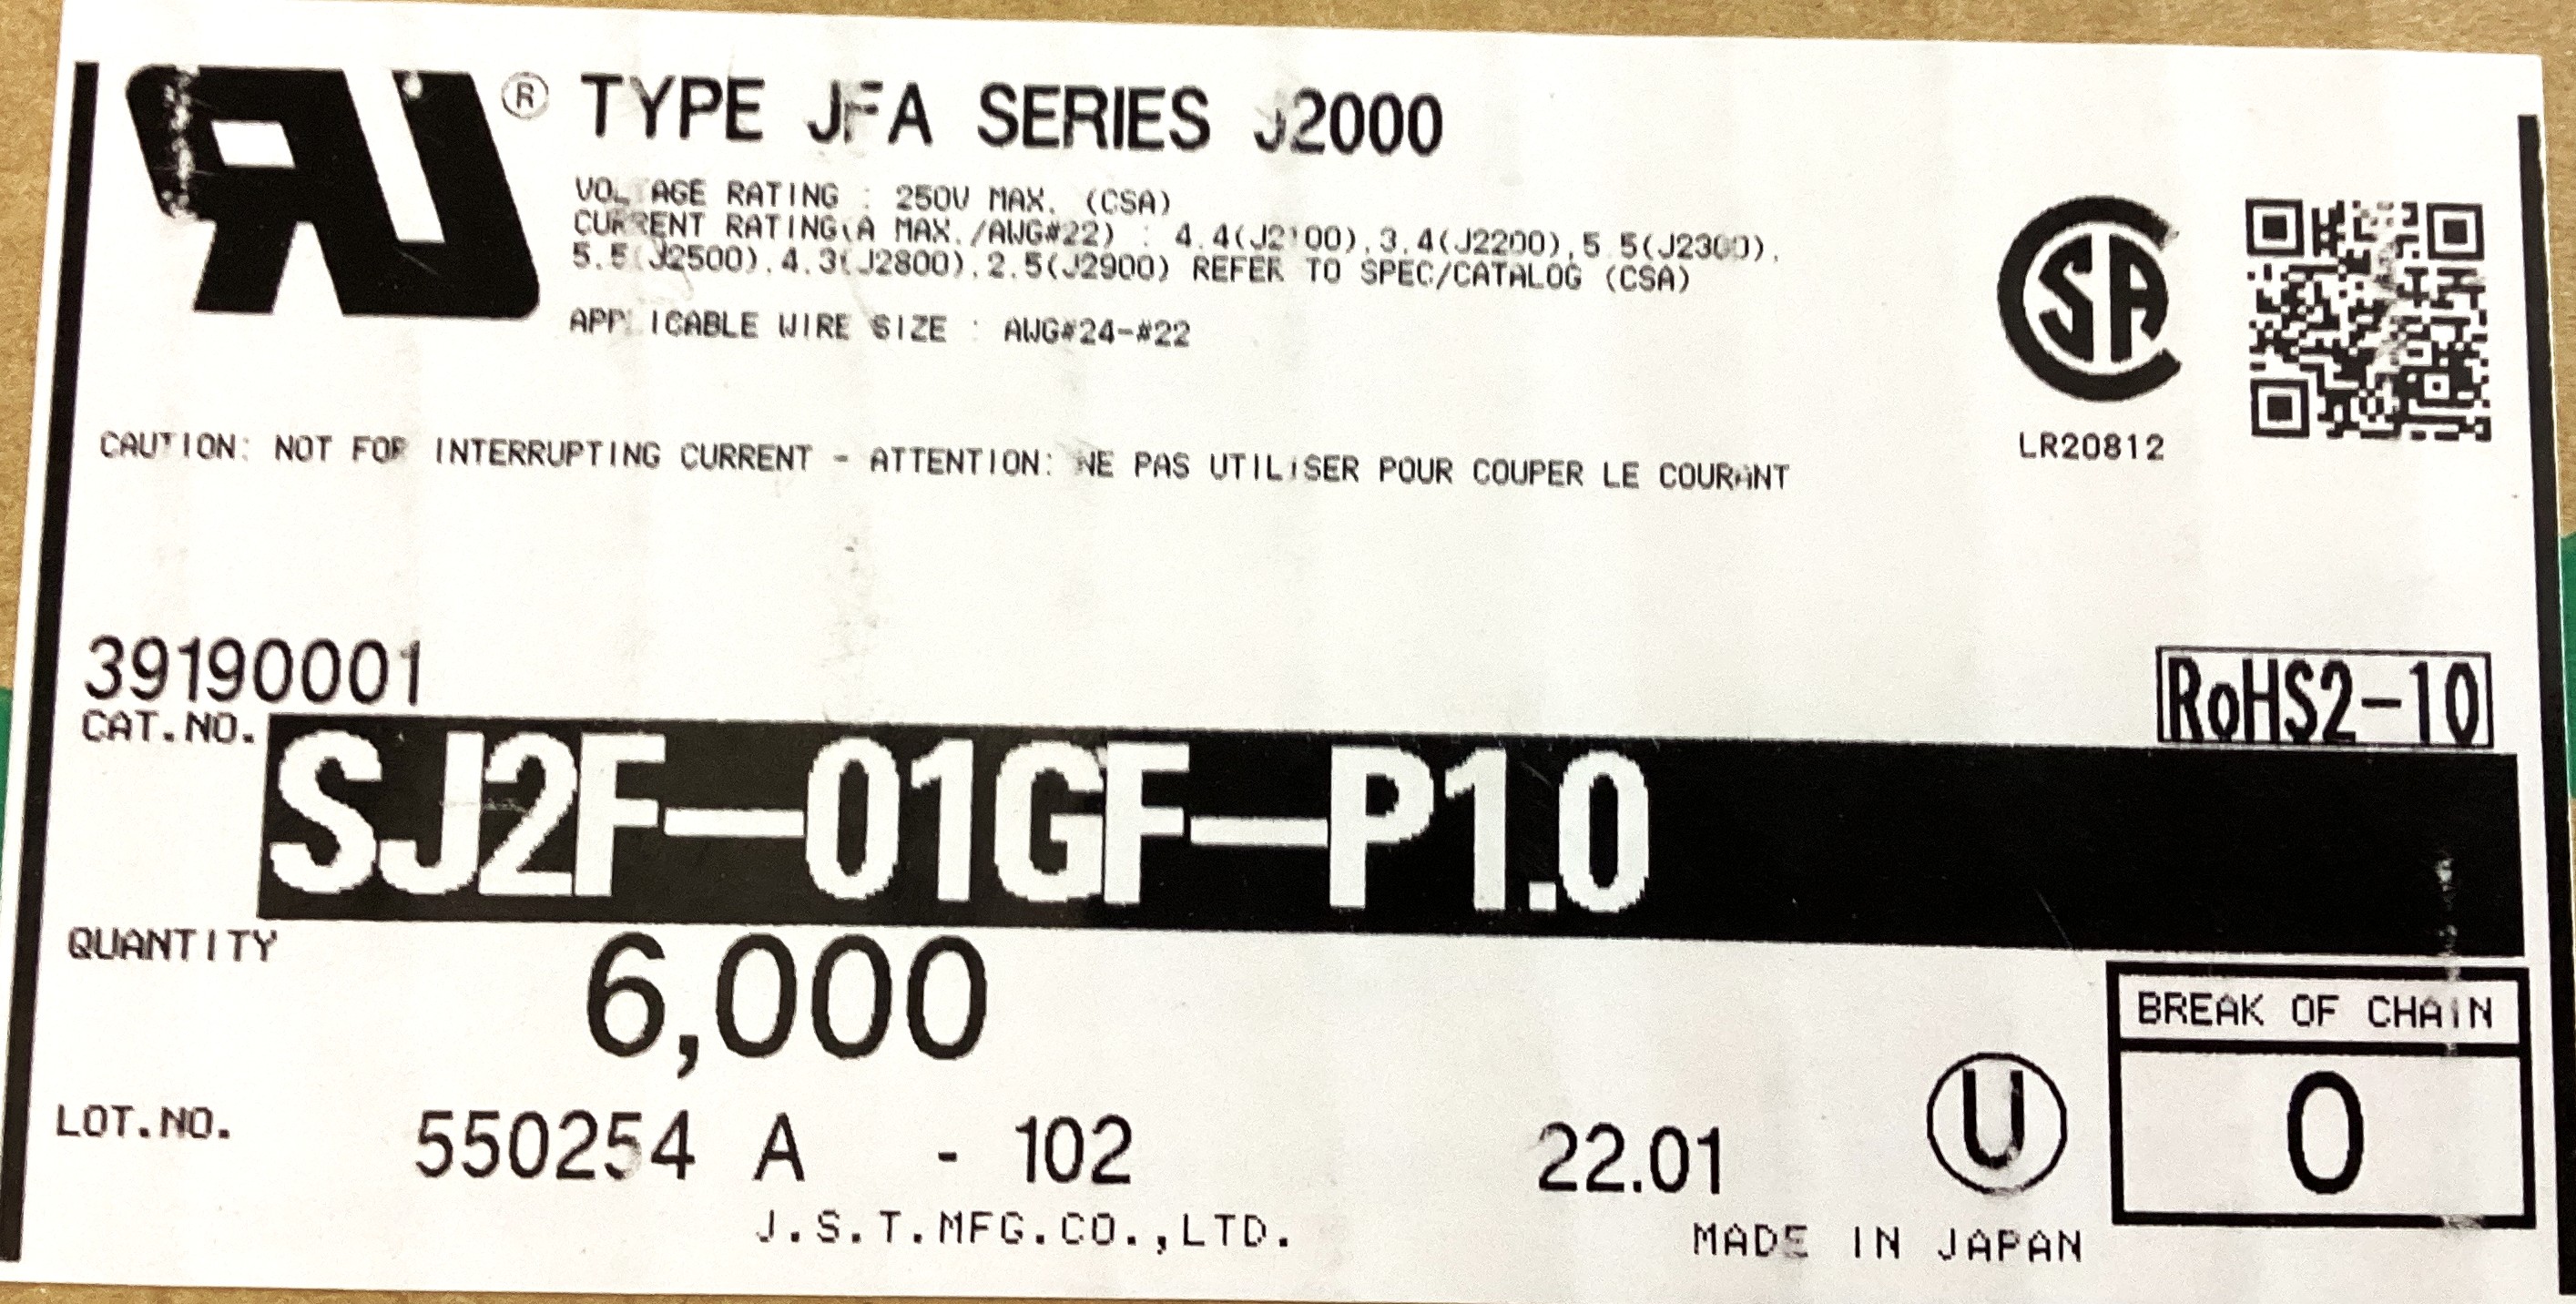 ® TYPE JFA SERIES J2000
VOLTAGE RATING : 250V MAX. (CSA)
CURRENT RATING(A MAX./AWG#22) : 4.4(J2100),3.4(J2200),5.5(J2300),
5.5(J2500),4.3(J2800),2.5(J2900) REFER TO SPEC/CATALOG (CSA)
APPLICABLE WIRE SIZE : AWG#24-#22
CSA
LR20812
CAUTION: NOT FOR INTERRUPTING CURRENT - ATTENTION: NE PAS UTILISER POUR COUPER LE COURANT
39190001
RoHS2-10
CAT.NO. SJ2F-01GF-P1.0
QUANTITY 6,000
BREAK OF CHAIN
0
LOT.NO. 550254 A - 102 22.01 U
J.S.T.MFG.CO.,LTD.
MADE IN JAPAN